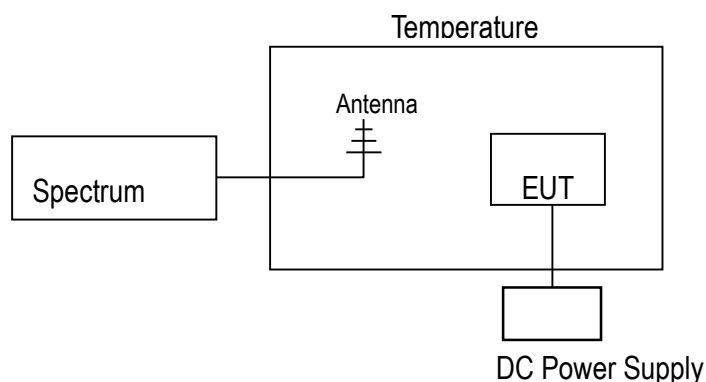 Temperature
Antenna
Spectrum
EUT
DC Power Supply